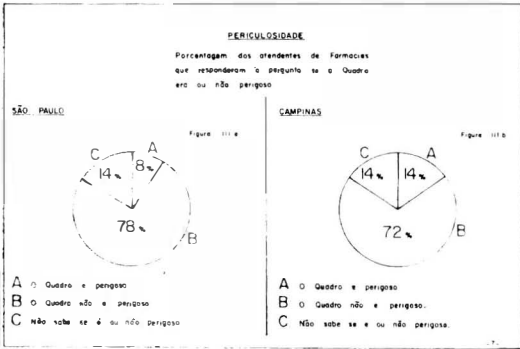 PERICULOSIDADE
Porcentagem dos atendentes de Farmacias
que responderam a pergunta se o Quadro
era ou não perigoso
SÃO PAULO
Figura III a
C
A
14%
8%
78%
B
A O Quadro e perigoso
B O Quadro não e perigoso
C Não sabe se é ou não perigoso
CAMPINAS
Figura III b
C
A
14%
14%
72%
B
A O Quadro e perigoso
B O Quadro não e perigoso.
C Não sabe se e ou não perigoso.
-7-